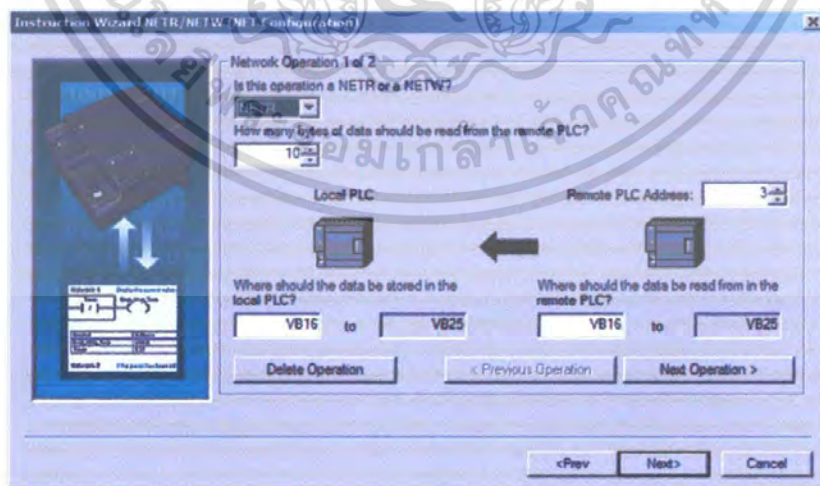 Instruction Wizard NETR/NETW (NET Configuration)
Network Operation 1 of 2
Is this operation a NETR or a NETW?
NETR
How many bytes of data should be read from the remote PLC?
10
Local PLC
Remote PLC Address: 3
Where should the data be stored in the
local PLC?
Where should the data be read from in the
remote PLC?
VB16 to VB25
VB16 to VB25
Delete Operation
< Previous Operation
Next Operation >
<Prev
Next>
Cancel